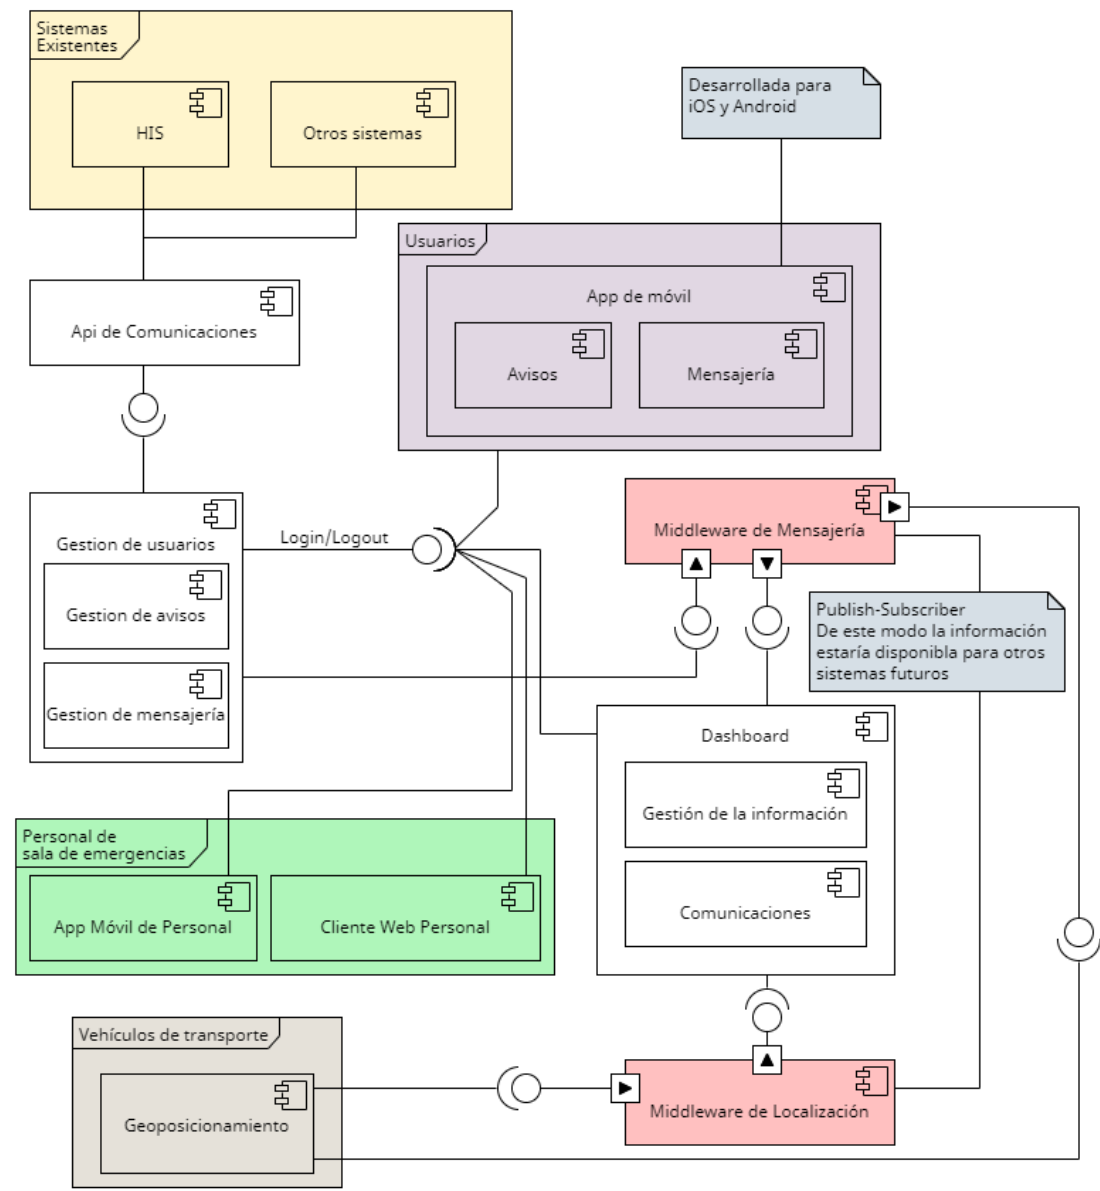 Sistemas
Existentes
HIS
Otros sistemas
Desarrollada para
iOS y Android
Usuarios
App de móvil
Avisos
Mensajería
Api de Comunicaciones
Gestion de usuarios
Login/Logout
Gestion de avisos
Gestion de mensajería
Middleware de Mensajería
Publish-Subscriber
De este modo la información
estaría disponibla para otros
sistemas futuros
Dashboard
Gestión de la información
Comunicaciones
Personal de
sala de emergencias
App Móvil de Personal
Cliente Web Personal
Vehículos de transporte
Geoposicionamiento
Middleware de Localización